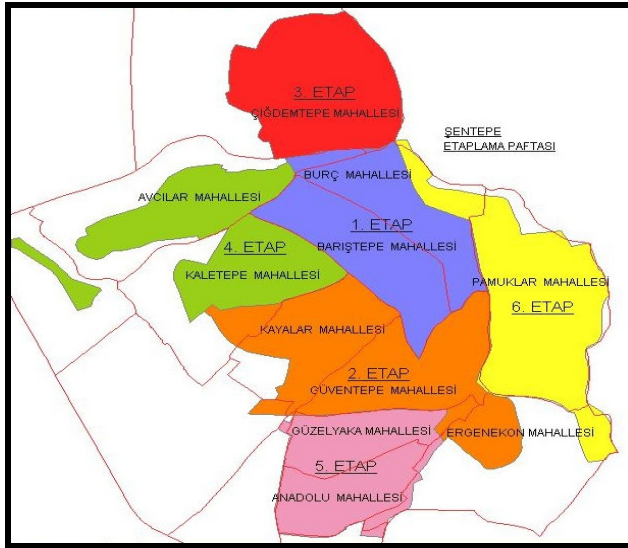 3. ETAP
ÇİĞDEMTEPE MAHALLESİ
ŞENTEPE
ETAPLAMA PAFTASI
BURÇ MAHALLESİ
AVCILAR MAHALLESİ
1. ETAP
BARIŞTEPE MAHALLESİ
4. ETAP
KALETEPE MAHALLESİ
PAMUKLAR MAHALLESİ
6. ETAP
KAYALAR MAHALLESİ
2. ETAP
GÜVENTEPE MAHALLESİ
GÜZELYAKA MAHALLESİ
ERGENEKON MAHALLESİ
5. ETAP
ANADOLU MAHALLESİ